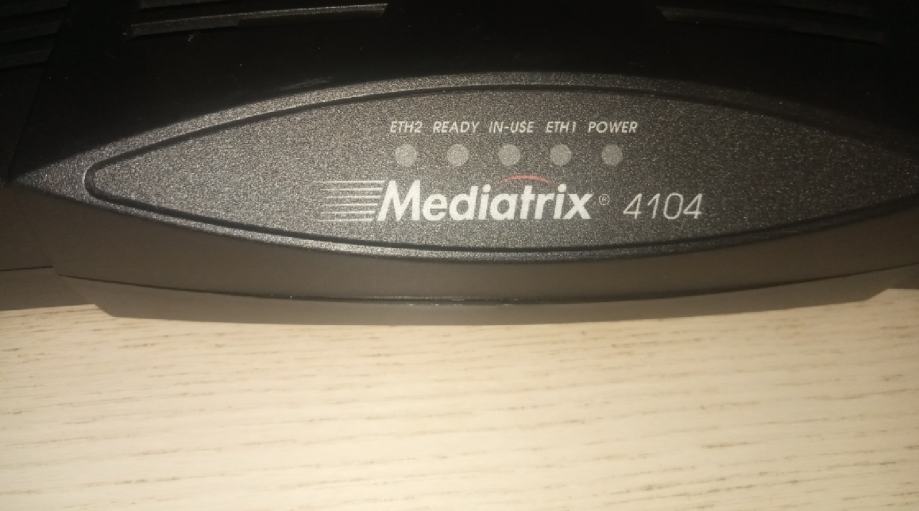 ETH2 READY IN-USE ETH1 POWER
Mediatrix® 4104